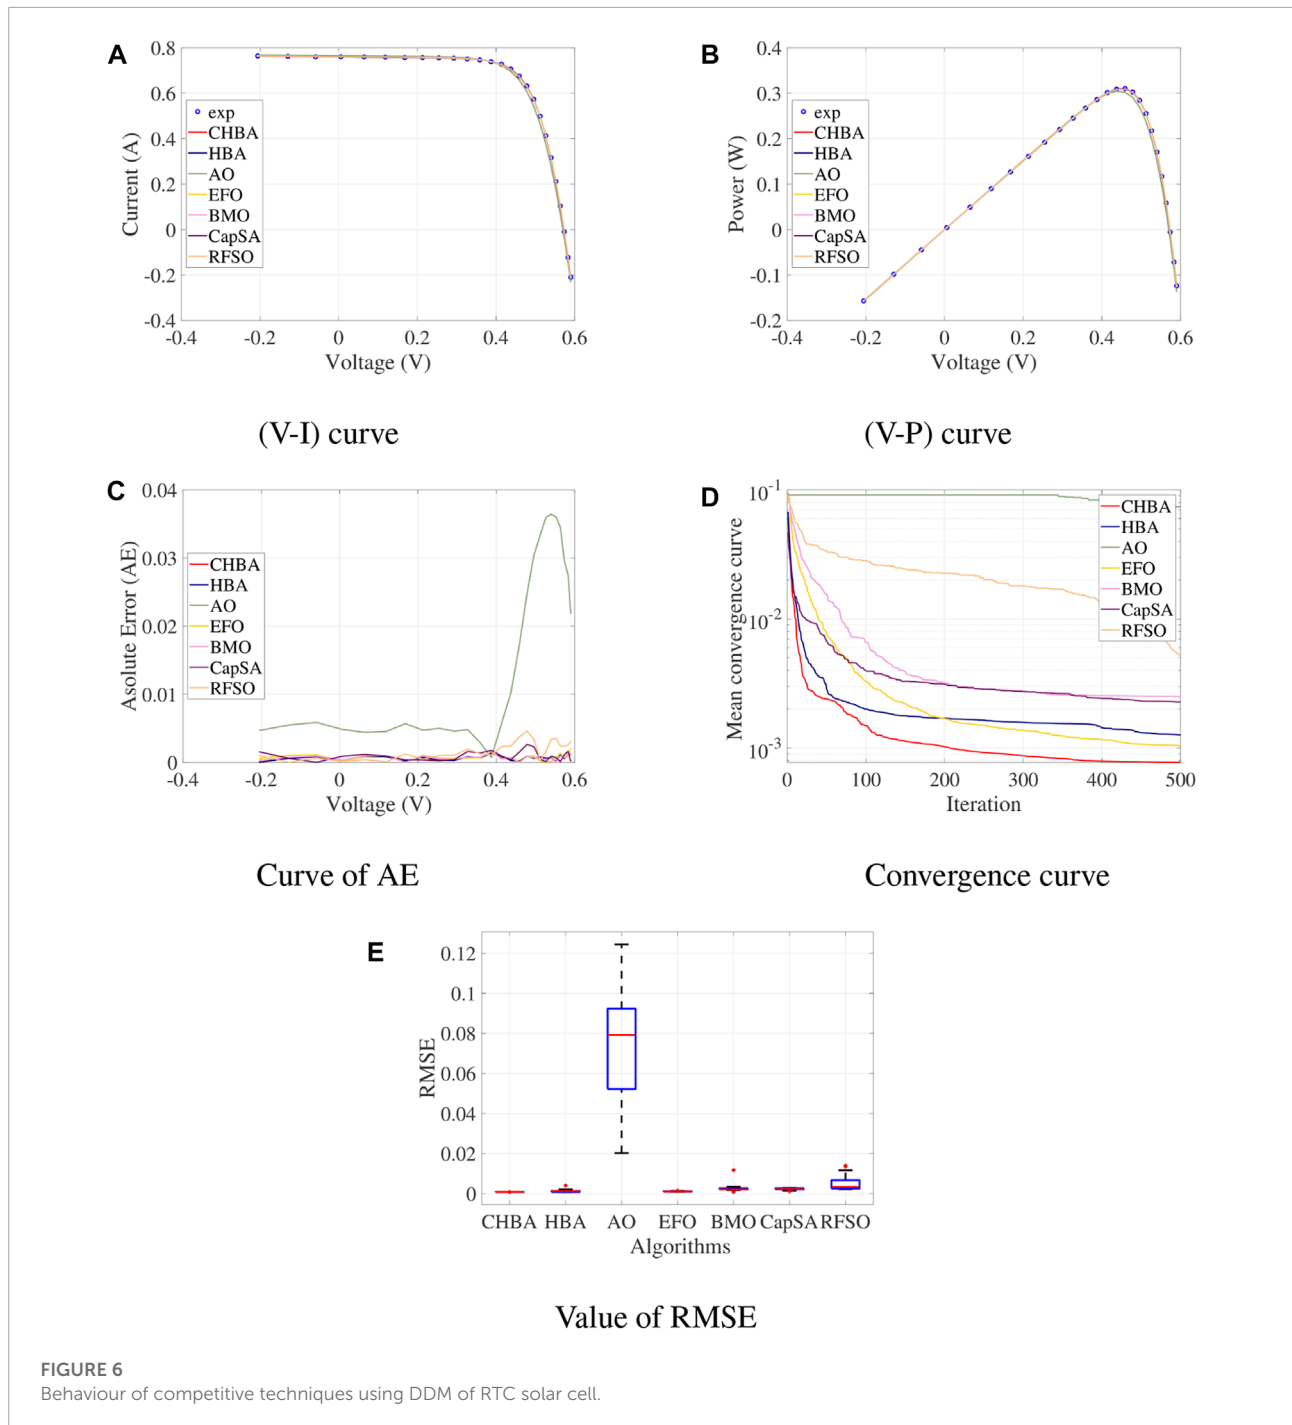 A
0.8
0.6
0.4
0.2
0
-0.2
-0.4
-0.4
-0.2
0
0.2
0.4
0.6
Current (A)
Voltage (V)
exp
CHBA
HBA
AO
EFO
BMO
CapSA
RFSO
(V-I) curve
B
0.4
0.3
0.2
0.1
0
-0.1
-0.2
-0.4
-0.2
0
0.2
0.4
0.6
Power (W)
Voltage (V)
exp
CHBA
HBA
AO
EFO
BMO
CapSA
RFSO
(V-P) curve
C
0.04
0.03
0.02
0.01
0
-0.4
-0.2
0
0.2
0.4
0.6
Asolute Error (AE)
Voltage (V)
CHBA
HBA
AO
EFO
BMO
CapSA
RFSO
Curve of AE
D
10-1
10-2
10-3
0
100
200
300
400
500
Mean convergence curve
Iteration
CHBA
HBA
AO
EFO
BMO
CapSA
RFSO
Convergence curve
E
0.12
0.1
0.08
0.06
0.04
0.02
0
RMSE
CHBA
HBA
AO
EFO
BMO
CapSA
RFSO
Algorithms
Value of RMSE
FIGURE 6
Behaviour of competitive techniques using DDM of RTC solar cell.